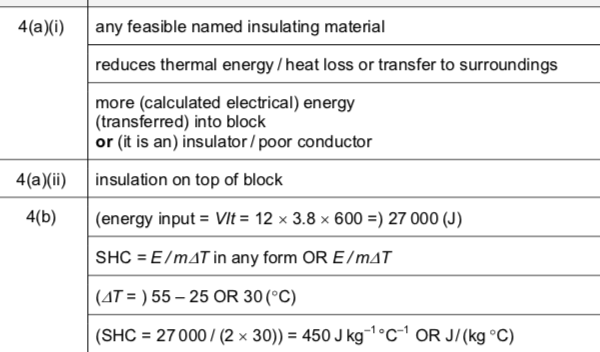 4(a)(i) any feasible named insulating material
reduces thermal energy / heat loss or transfer to surroundings
more (calculated electrical) energy
(transferred) into block
or (it is an) insulator / poor conductor
4(a)(ii) insulation on top of block
4(b) (energy input = VIt = 12 × 3.8 × 600 =) 27 000 (J)
SHC = E / mΔT in any form OR E / mΔT
(ΔT = ) 55 – 25 OR 30 (°C)
(SHC = 27 000 / (2 × 30)) = 450 J kg⁻¹ °C⁻¹ OR J/(kg °C)